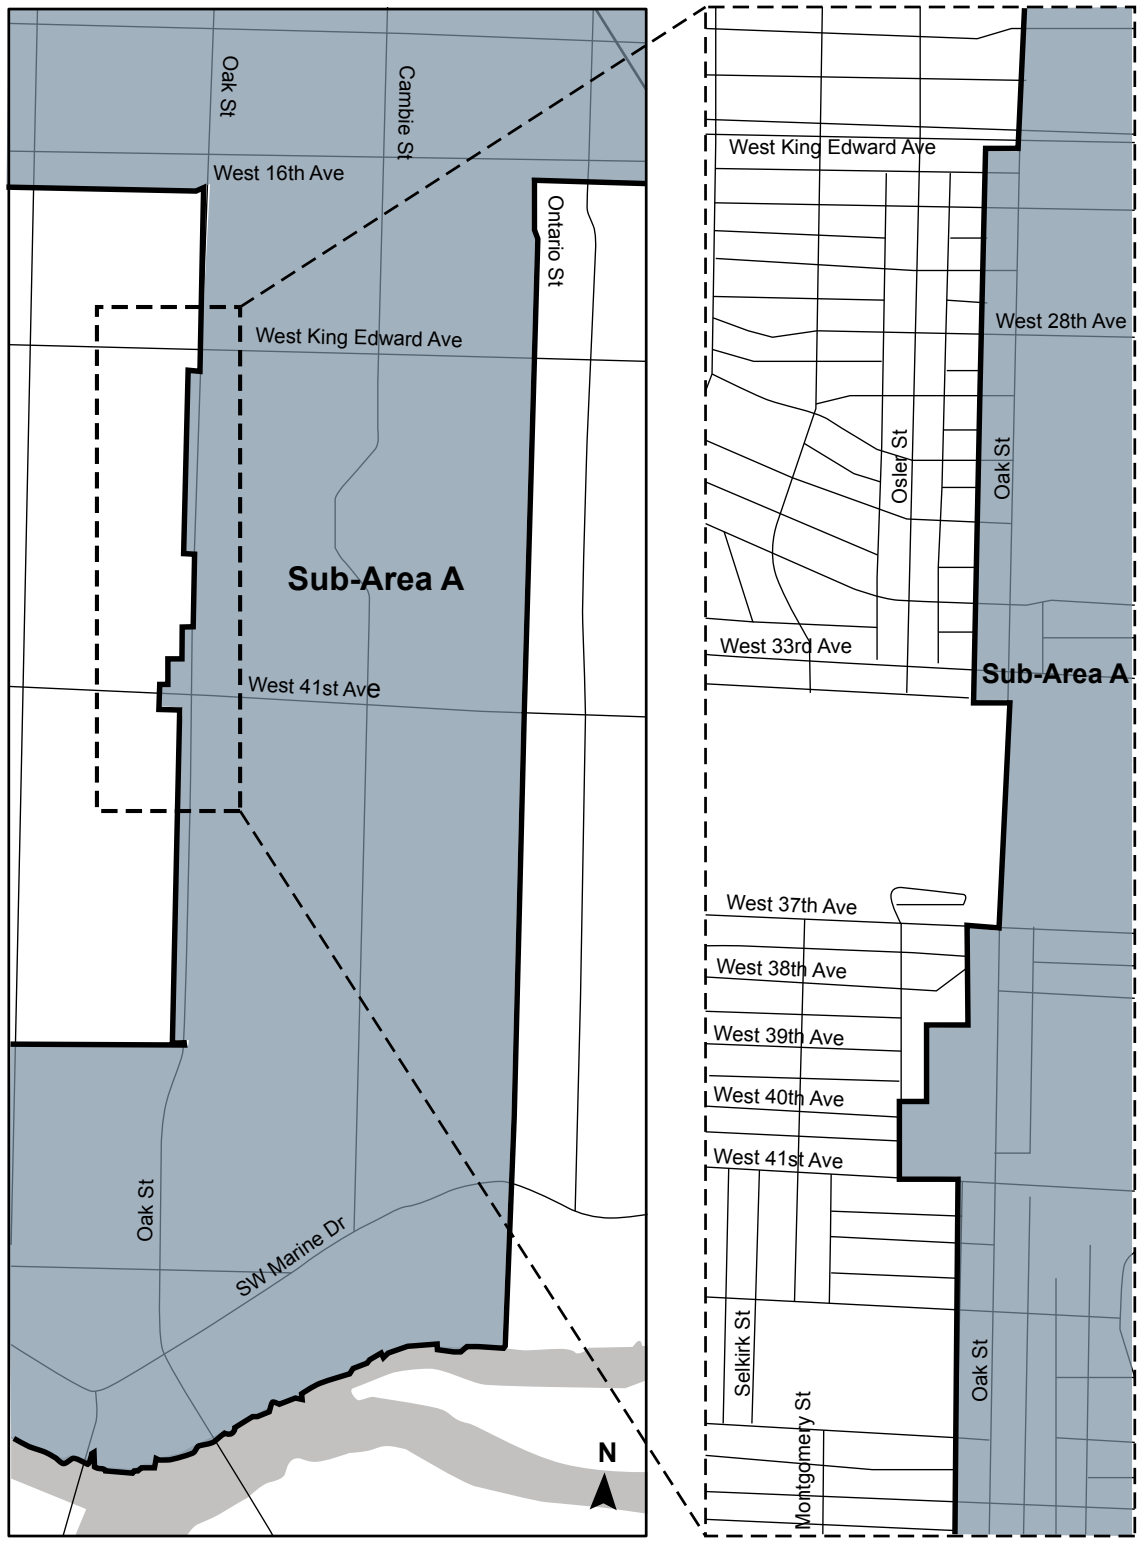 Oak St
Cambie St
West 16th Ave
Ontario St
West King Edward Ave
Sub-Area A
West 41st Ave
Oak St
SW Marine Dr
N
West King Edward Ave
West 28th Ave
Osler St
Oak St
West 33rd Ave
Sub-Area A
West 37th Ave
West 38th Ave
West 39th Ave
West 40th Ave
West 41st Ave
Selkirk St
Oak St
Montgomery St